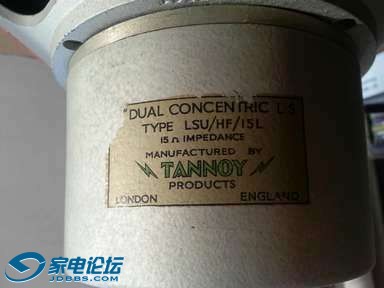 "DUAL CONCENTRIC L S
TYPE LSU/HF/15L
15Ω IMPEDANCE
MANUFACTURED BY
TANNOY
PRODUCTS
LONDON ENGLAND
家电论坛
JDBBS.COM